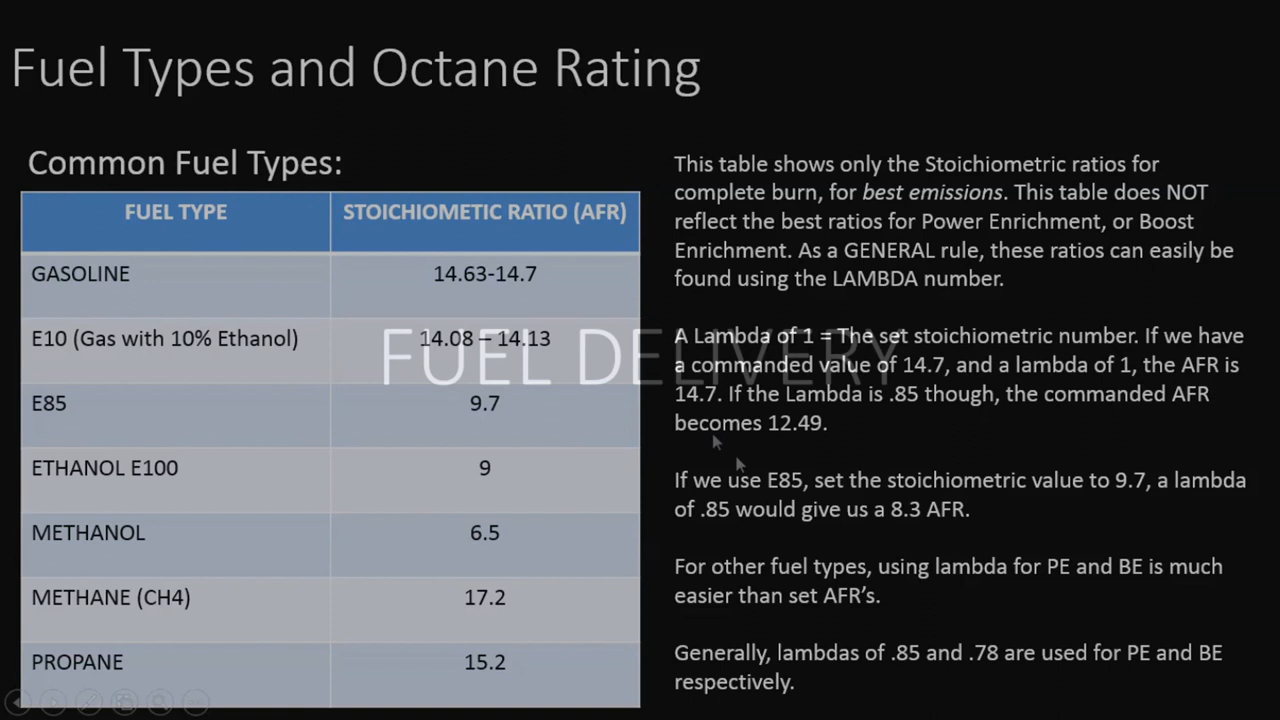 Fuel Types and Octane Rating
Common Fuel Types:
FUEL TYPE STOICHIOMETIC RATIO (AFR)
GASOLINE 14.63-14.7
E10 (Gas with 10% Ethanol) 14.08 – 14.13
E85 9.7
ETHANOL E100 9
METHANOL 6.5
METHANE (CH4) 17.2
PROPANE 15.2
FUEL DELIVERY
This table shows only the Stoichiometric ratios for
complete burn, for best emissions. This table does NOT
reflect the best ratios for Power Enrichment, or Boost
Enrichment. As a GENERAL rule, these ratios can easily be
found using the LAMBDA number.
A Lambda of 1 = The set stoichiometric number. If we have
a commanded value of 14.7, and a lambda of 1, the AFR is
14.7. If the Lambda is .85 though, the commanded AFR
becomes 12.49.
If we use E85, set the stoichiometric value to 9.7, a lambda
of .85 would give us a 8.3 AFR.
For other fuel types, using lambda for PE and BE is much
easier than set AFR’s.
Generally, lambdas of .85 and .78 are used for PE and BE
respectively.